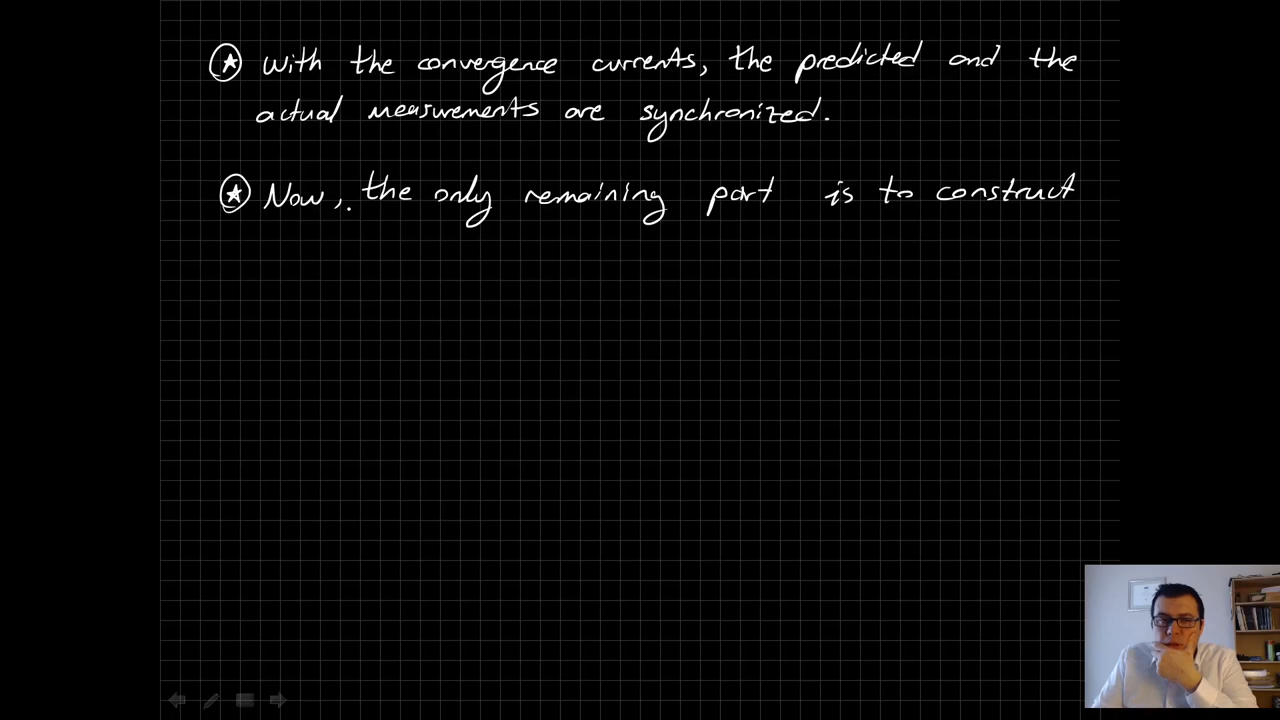 ⍟ With the convergence currents, the predicted and the
actual measurements are synchronized.
⍟ Now, the only remaining part is to construct